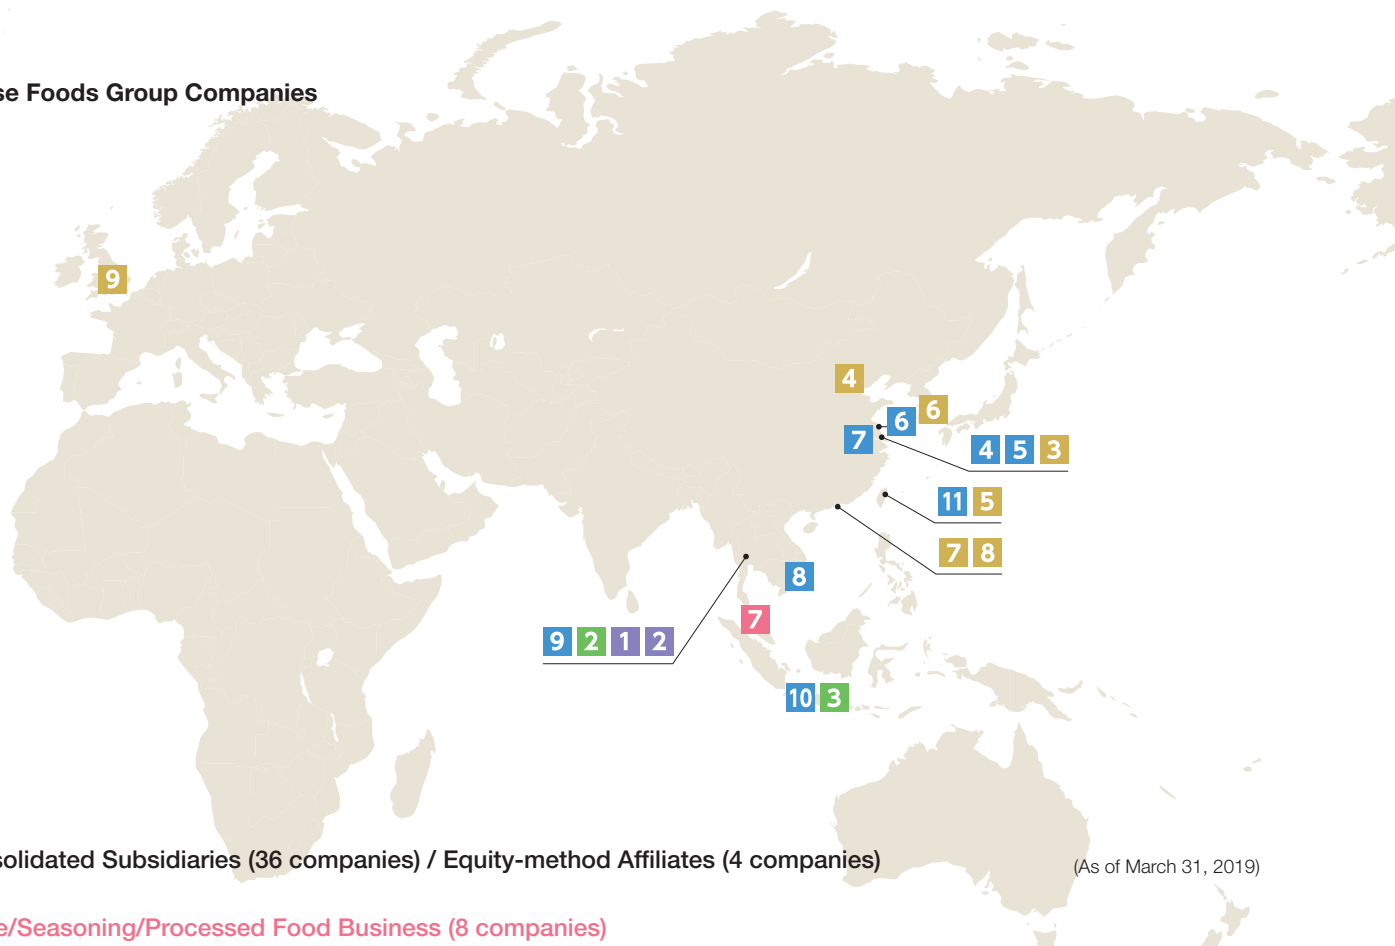 se Foods Group Companies
9
4
6
6
7
4 5 3
11 5
7 8
8
7
9 2 1 2
10 3
solidated Subsidiaries (36 companies) / Equity-method Affiliates (4 companies)
(As of March 31, 2019)
e/Seasoning/Processed Food Business (8 companies)